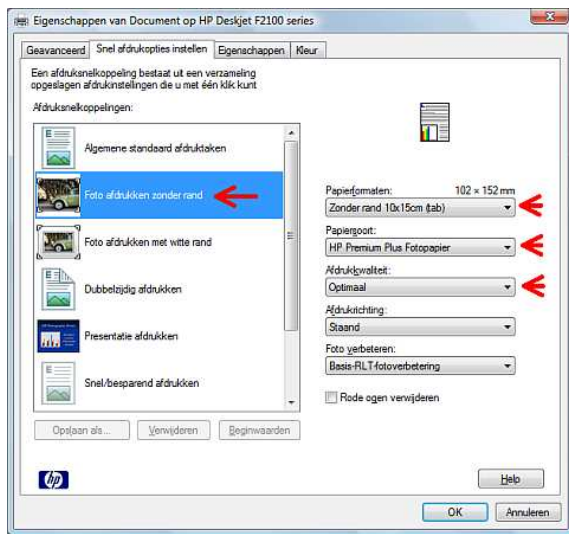 Eigenschappen van Document op HP Deskjet F2100 series
Geavanceerd
Snel afdrukopties instellen
Eigenschappen
Kleur
Een afdruksnelkoppeling bestaat uit een verzameling
opgeslagen afdrukinstellingen die u met één klik kunt
Afdruksnelkoppelingen:
Algemene standaard afdruktaken
Foto afdrukken zonder rand
Foto afdrukken met witte rand
Dubbelzijdig afdrukken
Presentatie afdrukken
Snel/besparend afdrukken
Opslaan als...
Verwijderen
Beginwaarden
Papierformaten: 102 × 152 mm
Zonder rand 10x15cm (tab)
Papiersoort:
HP Premium Plus Fotopapier
Afdrukkwaliteit:
Optimaal
Afdrukrichting:
Staand
Foto verbeteren:
Basis-RLT-fotoverbetering
Rode ogen verwijderen
hp
Help
OK
Annuleren